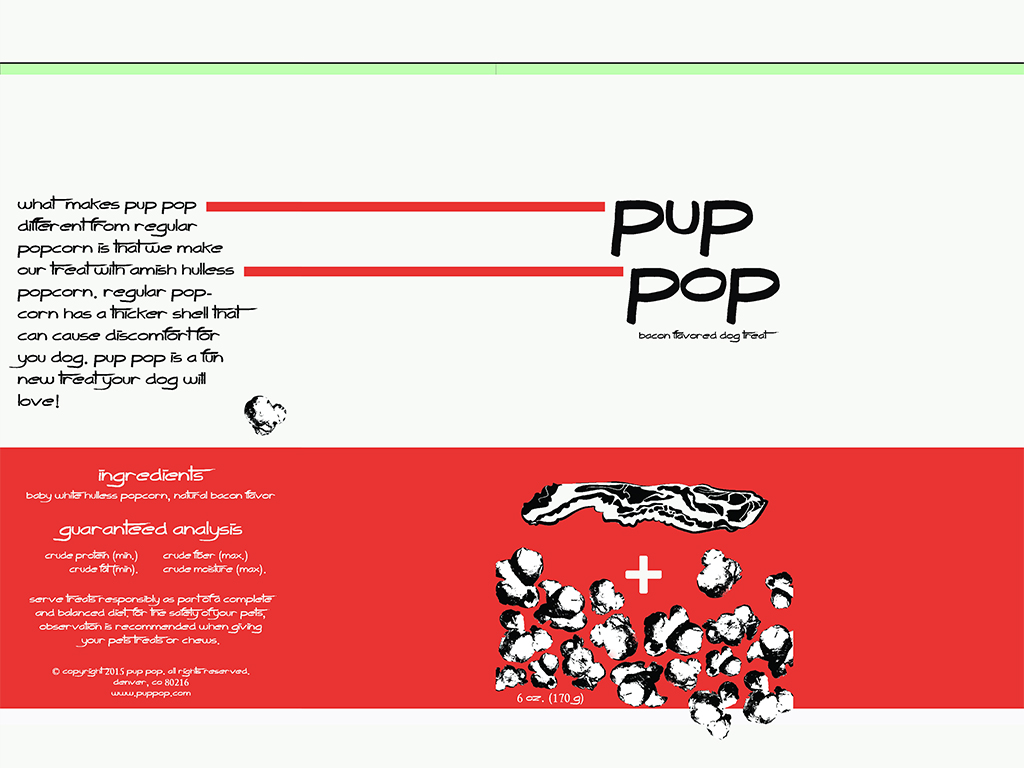 what makes pup pop
different from regular
popcorn is that we make
our treat with amish hulless
popcorn. regular pop-
corn has a thicker shell that
can cause discomfort for
you dog. pup pop is a fun
new treat your dog will
love!
pup
pop
bacon flavored dog treat
ingredients
baby white hulless popcorn, natural bacon flavor
guaranteed analysis
crude protein (min.) crude fiber (max.)
crude fat (min). crude moisture (max).
serve treats responsibly as part of a complete
and balanced diet. for the safety of your pets,
observation is recommended when giving
your pets treats or chews.
© copyright 2015 pup pop. all rights reserved.
denver, co 80216
www.puppop.com
+
6 oz. (170 g)